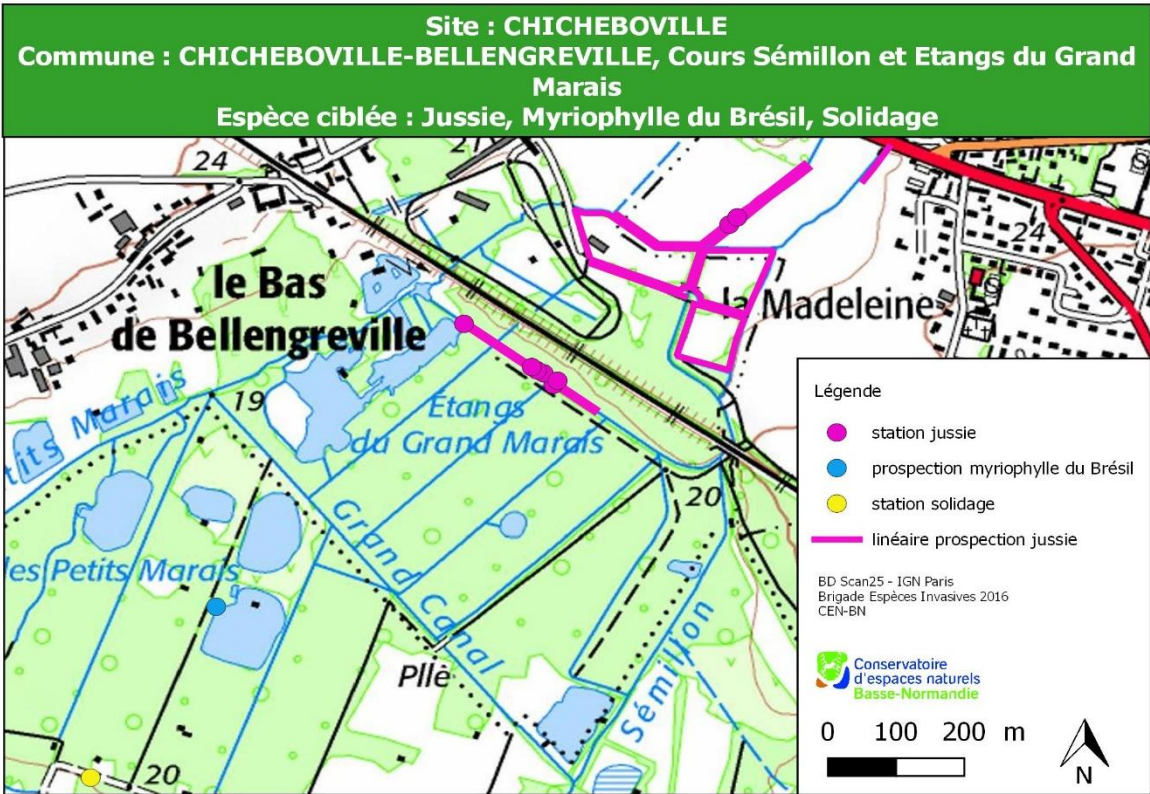 Site : CHICHEBOVILLE
Commune : CHICHEBOVILLE-BELLENGREVILLE, Cours Sémillon et Etangs du Grand
Marais
Espèce ciblée : Jussie, Myriophylle du Brésil, Solidage
24
21
le Bas
de Bellengreville
24
la Madeleine
19
tits Marais
Etangs
du Grand Marais
20
Grand Canal
les Petits Marais
Sémillon
Plle
20
Légende
station jussie
prospection myriophylle du Brésil
station solidage
linéaire prospection jussie
BD Scan25 - IGN Paris
Brigade Espèces Invasives 2016
CEN-BN
Conservatoire
d'espaces naturels
Basse-Normandie
0 100 200 m
N